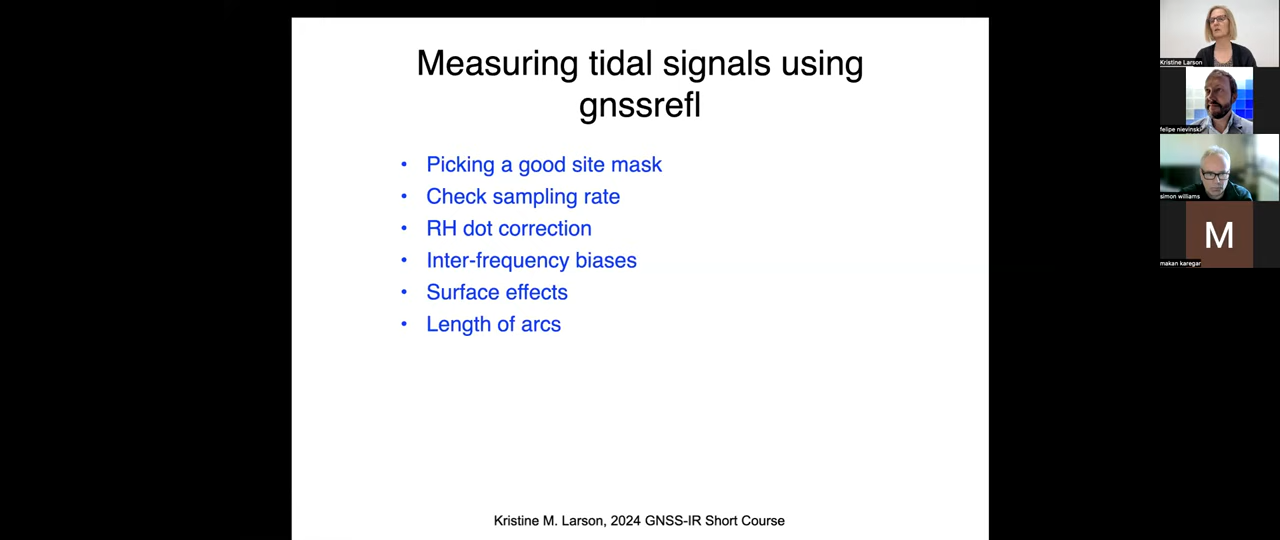 Measuring tidal signals using
gnssrefl
• Picking a good site mask
• Check sampling rate
• RH dot correction
• Inter-frequency biases
• Surface effects
• Length of arcs
Kristine M. Larson, 2024 GNSS-IR Short Course
Kristine Larson
felipe nievinski
simon williams
M
makan karegar